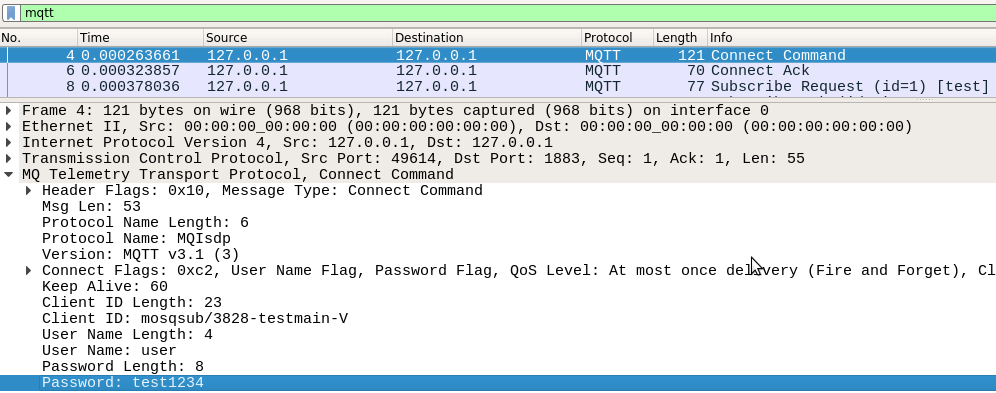 mqtt
No. Time Source Destination Protocol Length Info
4 0.000263661 127.0.0.1 127.0.0.1 MQTT 121 Connect Command
6 0.000323857 127.0.0.1 127.0.0.1 MQTT 70 Connect Ack
8 0.000378036 127.0.0.1 127.0.0.1 MQTT 77 Subscribe Request (id=1) [test]
Frame 4: 121 bytes on wire (968 bits), 121 bytes captured (968 bits) on interface 0
Ethernet II, Src: 00:00:00_00:00:00 (00:00:00:00:00:00), Dst: 00:00:00_00:00:00 (00:00:00:00:00:00)
Internet Protocol Version 4, Src: 127.0.0.1, Dst: 127.0.0.1
Transmission Control Protocol, Src Port: 49614, Dst Port: 1883, Seq: 1, Ack: 1, Len: 55
MQ Telemetry Transport Protocol, Connect Command
Header Flags: 0x10, Message Type: Connect Command
Msg Len: 53
Protocol Name Length: 6
Protocol Name: MQIsdp
Version: MQTT v3.1 (3)
Connect Flags: 0xc2, User Name Flag, Password Flag, QoS Level: At most once delivery (Fire and Forget), Cl
Keep Alive: 60
Client ID Length: 23
Client ID: mosqsub/3828-testmain-V
User Name Length: 4
User Name: user
Password Length: 8
Password: test1234